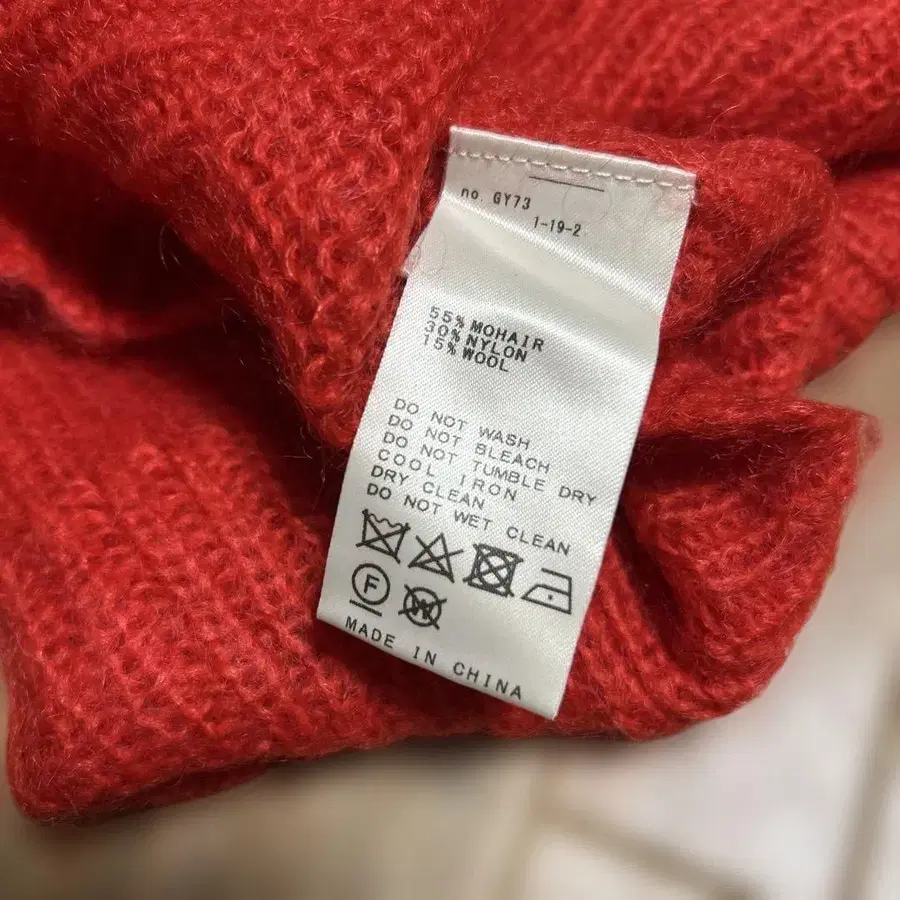 no. GY73
1-19-2
55% MOHAIR
30% NYLON
15% WOOL
DO NOT WASH
DO NOT BLEACH
DO NOT TUMBLE DRY
COOL IRON
DRY CLEAN
DO NOT WET CLEAN
F W
MADE IN CHINA